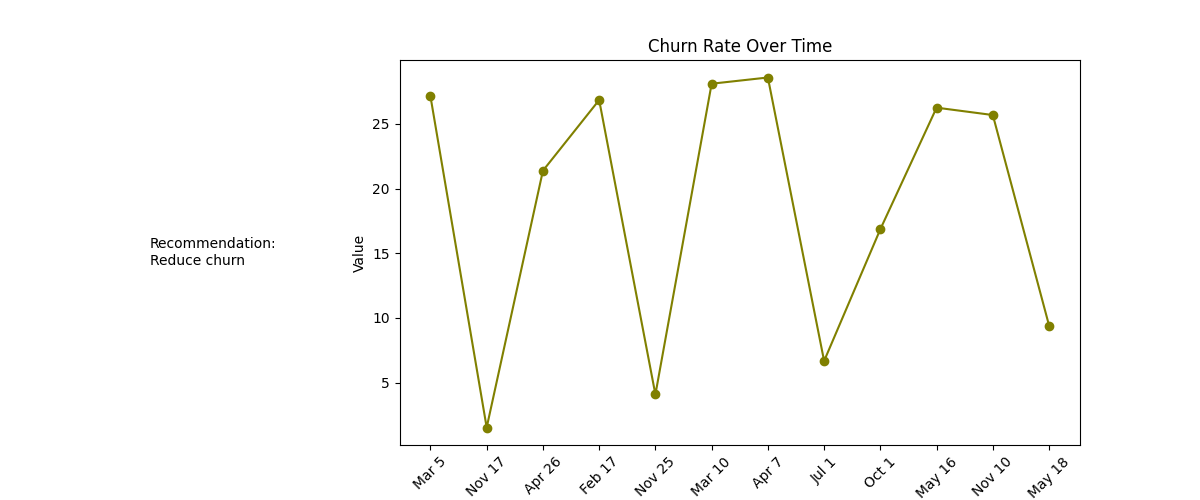 Churn Rate Over Time
Recommendation:
Reduce churn
Value
25
20
15
10
5
Mar 5
Nov 17
Apr 26
Feb 17
Nov 25
Mar 10
Apr 7
Jul 1
Oct 1
May 16
Nov 10
May 18